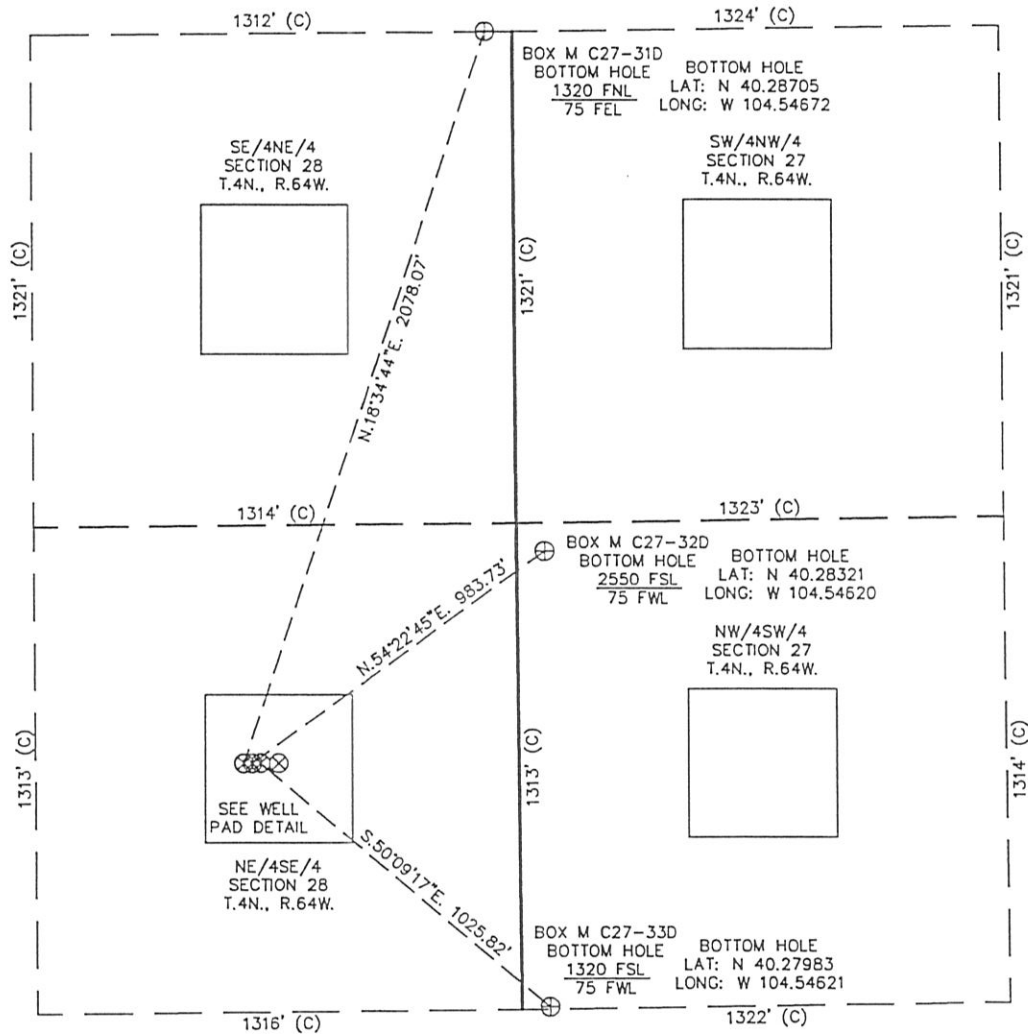 1312' (C)
1324' (C)
BOX M C27-31D
BOTTOM HOLE
1320 FNL
75 FEL
BOTTOM HOLE
LAT: N 40.28705
LONG: W 104.54672
SE/4NE/4
SECTION 28
T.4N., R.64W.
SW/4NW/4
SECTION 27
T.4N., R.64W.
1321' (C)
N.18°34'44"E. 2078.07'
1321' (C)
1321' (C)
1314' (C)
1323' (C)
BOX M C27-32D
BOTTOM HOLE
2550 FSL
75 FWL
BOTTOM HOLE
LAT: N 40.28321
LONG: W 104.54620
N.54°22'45"E. 983.73'
NW/4SW/4
SECTION 27
T.4N., R.64W.
1313' (C)
1313' (C)
1314' (C)
SEE WELL
PAD DETAIL
NE/4SE/4
SECTION 28
T.4N., R.64W.
S.50°09'17"E. 1025.82'
BOX M C27-33D
BOTTOM HOLE
1320 FSL
75 FWL
BOTTOM HOLE
LAT: N 40.27983
LONG: W 104.54621
1316' (C)
1322' (C)